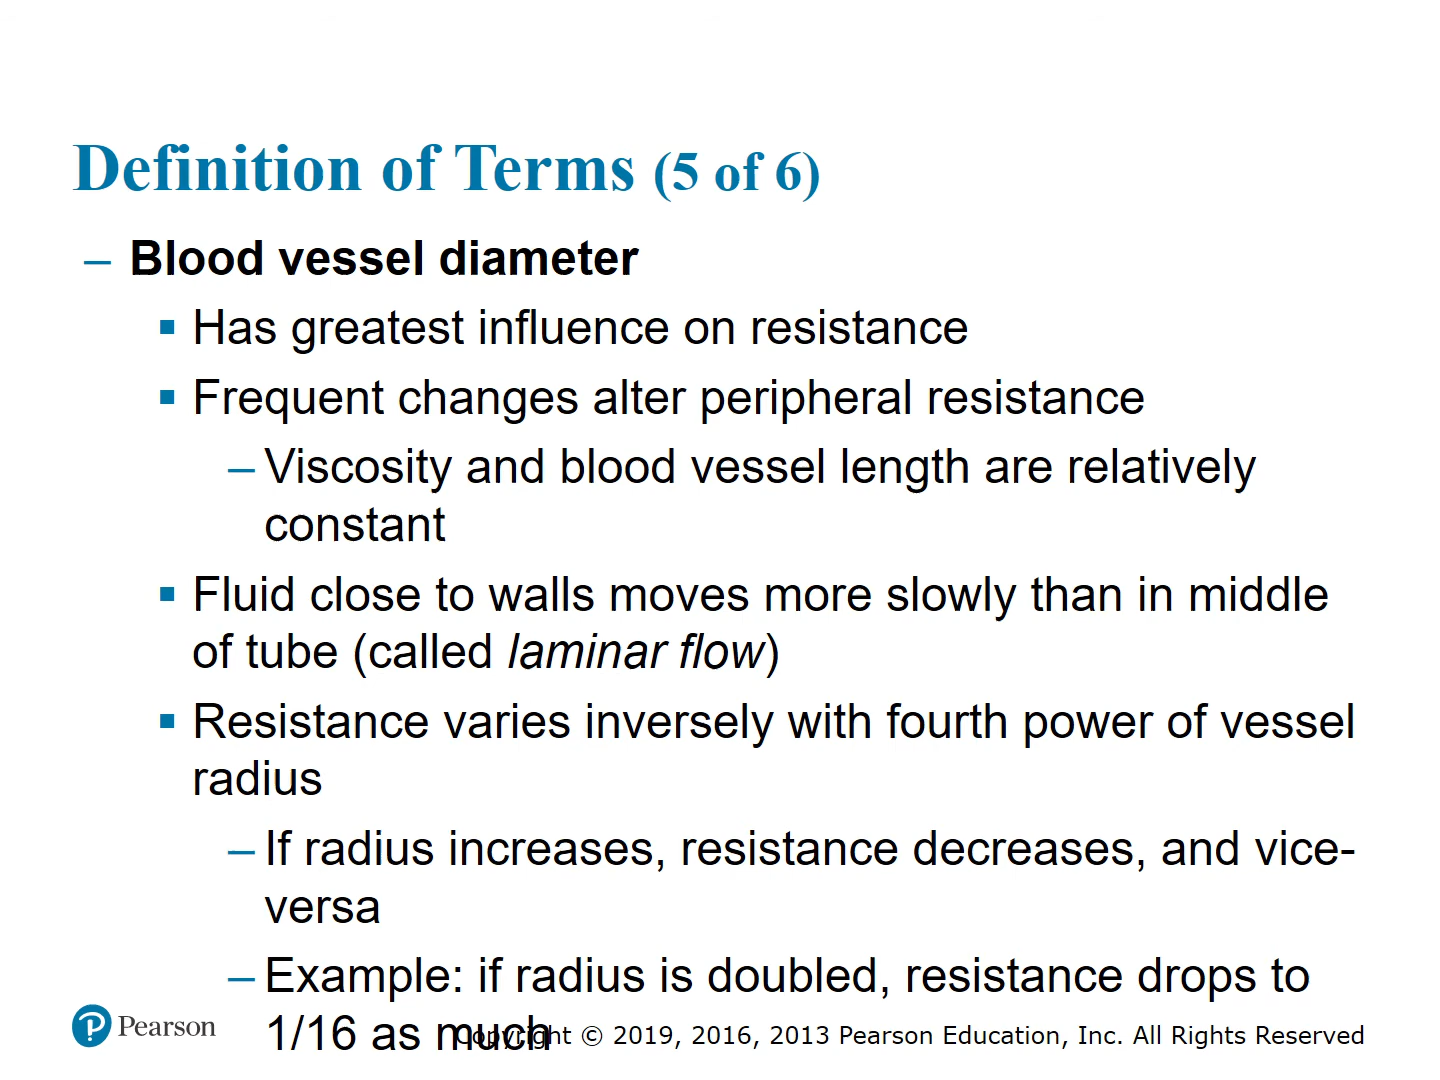 Definition of Terms (5 of 6)
– Blood vessel diameter
▪ Has greatest influence on resistance
▪ Frequent changes alter peripheral resistance
– Viscosity and blood vessel length are relatively
constant
▪ Fluid close to walls moves more slowly than in middle
of tube (called laminar flow)
▪ Resistance varies inversely with fourth power of vessel
radius
– If radius increases, resistance decreases, and vice-
versa
– Example: if radius is doubled, resistance drops to
1/16 as much
Pearson
Copyright © 2019, 2016, 2013 Pearson Education, Inc. All Rights Reserved